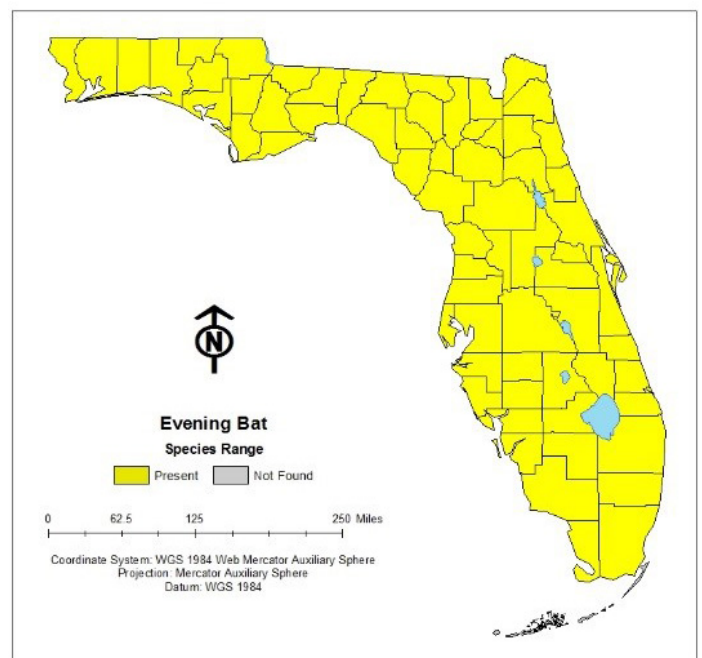 N
Evening Bat
Species Range
Present Not Found
0 62.5 125 250 Miles
Coordinate System: WGS 1984 Web Mercator Auxiliary Sphere
Projection: Mercator Auxiliary Sphere
Datum: WGS 1984